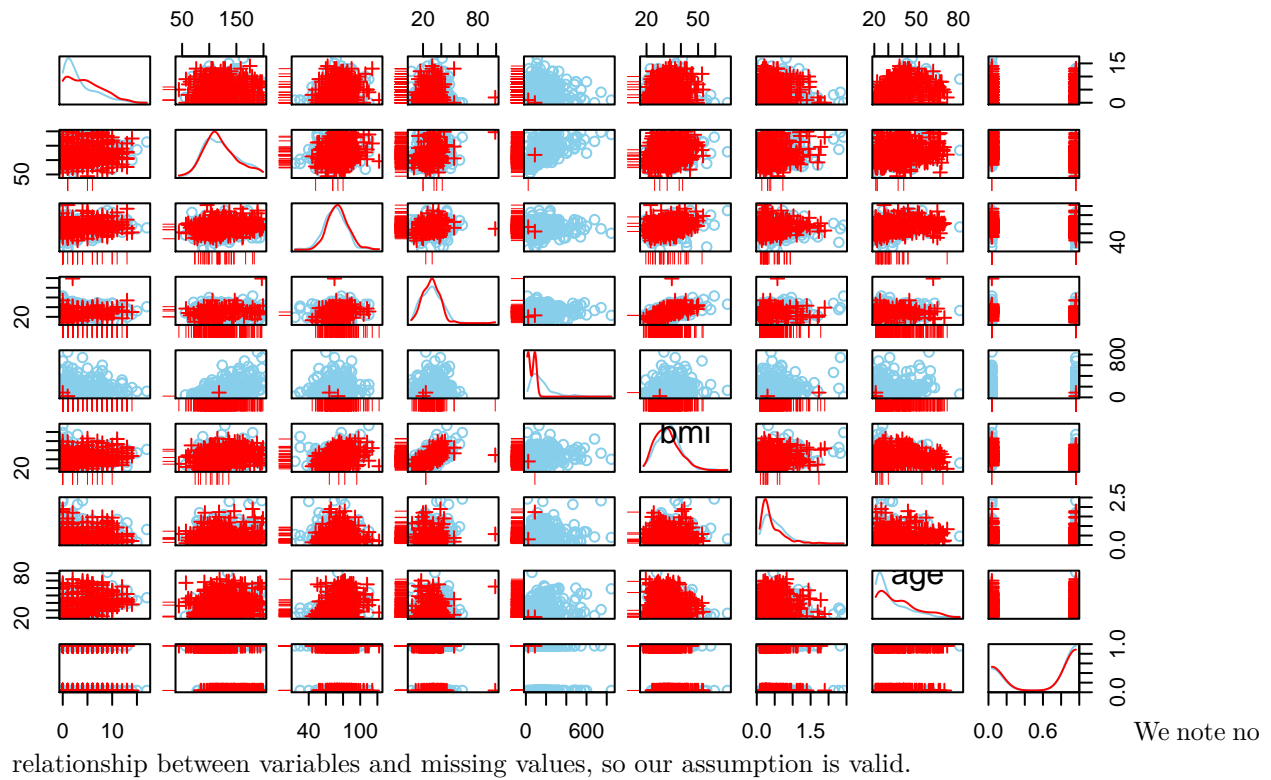 50 150 20 80 20 40 60 20 50 80
0 15
50
40
20
0 800
bmi
20
0.0 2.5
age
20 80
0.0 1.0
0 10 40 100 0 600 0.0 1.5 0.0 0.6
We note no
relationship between variables and missing values, so our assumption is valid.